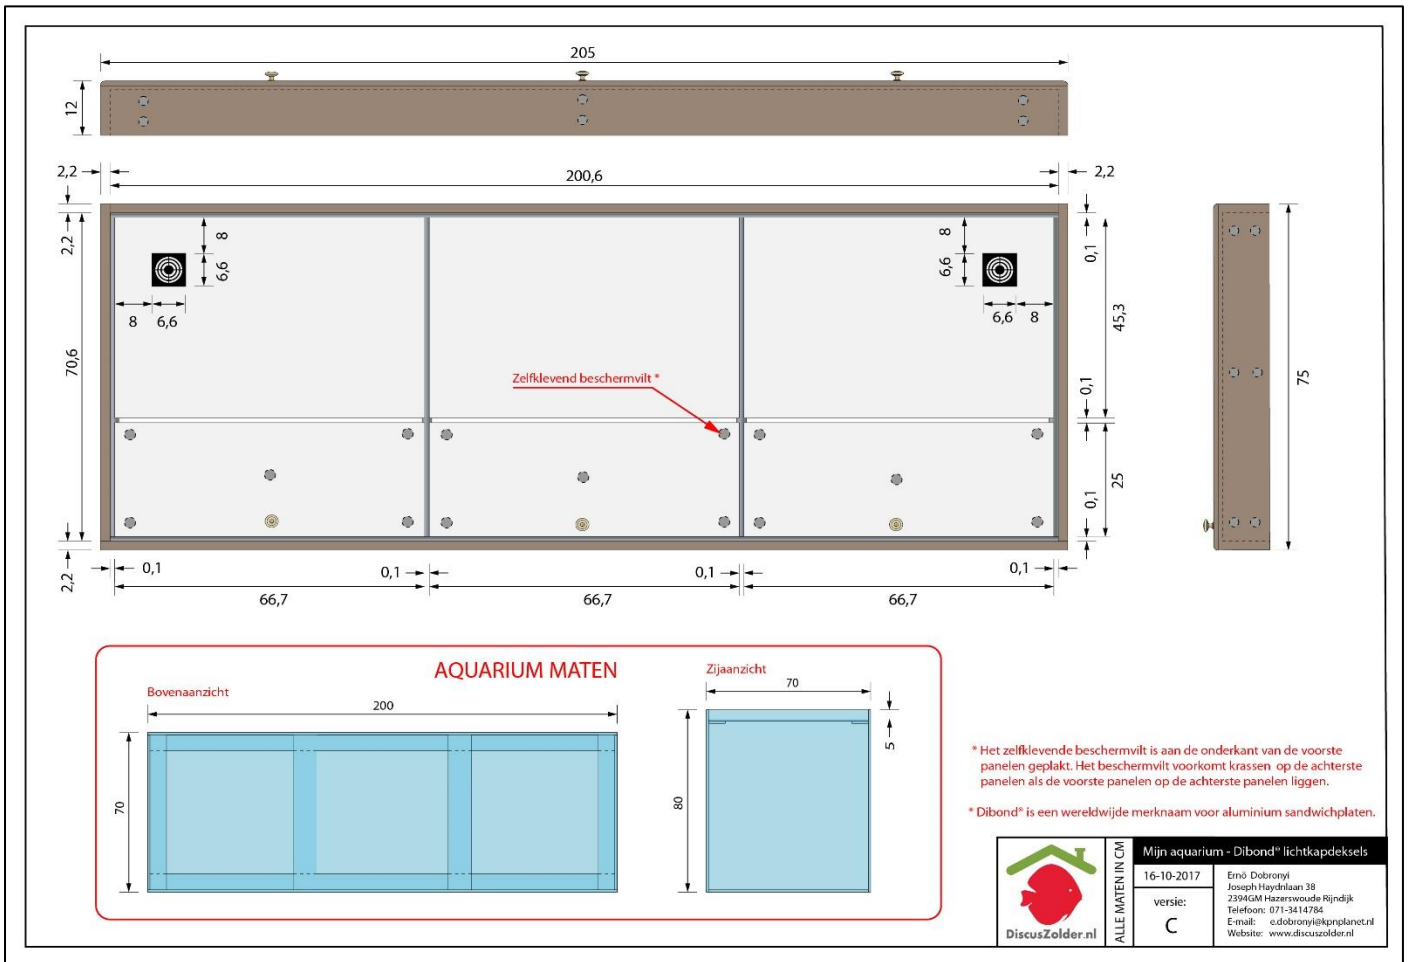 205
12
2,2
200,6
2,2
2,2
8
6,6
8
6,6
8
6,6
6,6
8
0,1
45,3
0,1
70,6
75
Zelfklevend beschermvilt *
0,1
25
2,2
0,1
0,1
0,1
0,1
66,7
66,7
66,7
AQUARIUM MATEN
Bovenaanzicht
200
70
Zijaanzicht
70
5
80
* Het zelfklevende beschermvilt is aan de onderkant van de voorste
panelen geplakt. Het beschermvilt voorkomt krassen op de achterste
panelen als de voorste panelen op de achterste panelen liggen.
* Dibond® is een wereldwijde merknaam voor aluminium sandwichplaten.
DiscusZolder.nl
ALLE MATEN IN CM
Mijn aquarium - Dibond® lichtkapdeksels
16-10-2017
versie:
C
Ernö Dobronyi
Joseph Haydnlaan 38
2394GM Hazerswoude Rijndijk
Telefoon: 071-3414784
E-mail: e.dobronyi@kpnplanet.nl
Website: www.discuszolder.nl